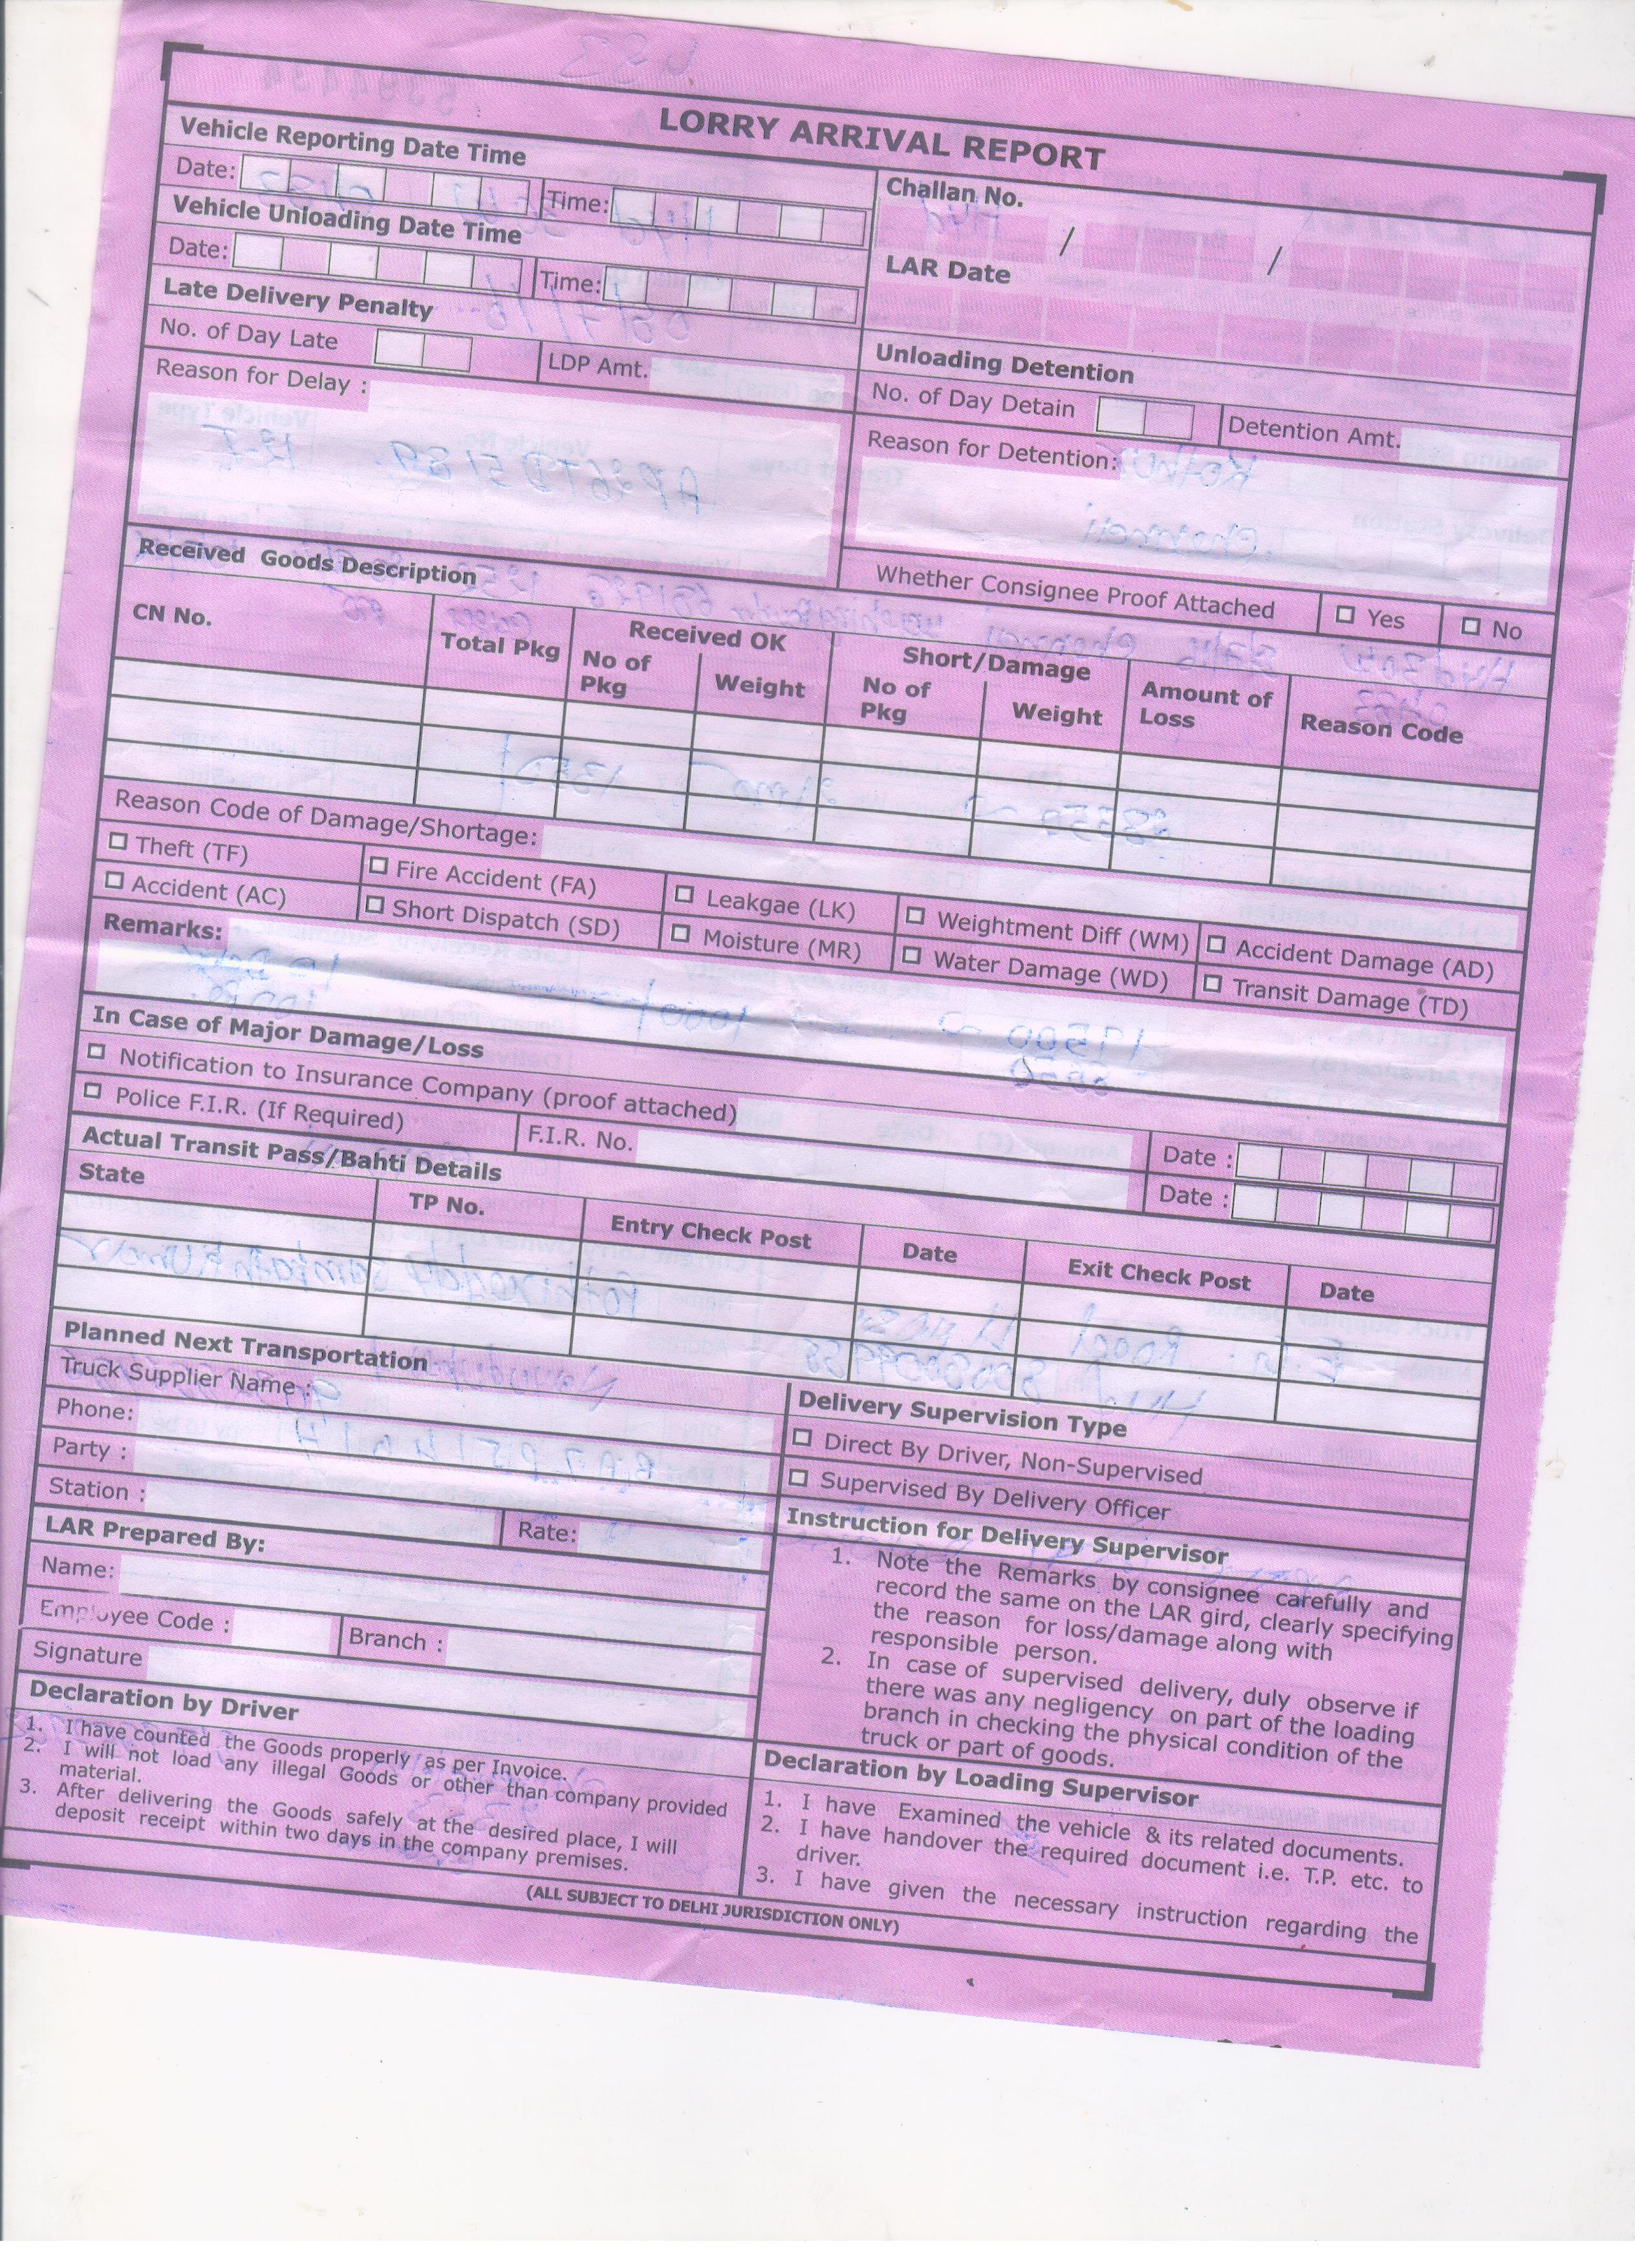 LORRY ARRIVAL REPORT
Vehicle Reporting Date Time
Date: Time:
Vehicle Unloading Date Time
Date: Time:
Late Delivery Penalty
No. of Day Late LDP Amt.
Reason for Delay :
Challan No.
/ /
LAR Date
Unloading Detention
No. of Day Detain Detention Amt.
Reason for Detention:
Whether Consignee Proof Attached Yes No
Received Goods Description
CN No. Total Pkg Received OK Short/Damage Amount of Loss Reason Code
No of Pkg Weight No of Pkg Weight
Reason Code of Damage/Shortage:
Theft (TF) Fire Accident (FA) Leakgae (LK) Weightment Diff (WM) Accident Damage (AD)
Accident (AC) Short Dispatch (SD) Moisture (MR) Water Damage (WD) Transit Damage (TD)
Remarks:
In Case of Major Damage/Loss
Notification to Insurance Company (proof attached) Date :
Police F.I.R. (If Required) F.I.R. No. Date :
Actual Transit Pass/Bahti Details
State TP No. Entry Check Post Date Exit Check Post Date
Planned Next Transportation
Truck Supplier Name :
Phone:
Party :
Station : Rate:
LAR Prepared By:
Name:
Employee Code : Branch :
Signature
Declaration by Driver
1. I have counted the Goods properly as per Invoice.
2. I will not load any illegal Goods or other than company provided
material.
3. After delivering the Goods safely at the desired place, I will
deposit receipt within two days in the company premises.
Delivery Supervision Type
Direct By Driver, Non-Supervised
Supervised By Delivery Officer
Instruction for Delivery Supervisor
1. Note the Remarks by consignee carefully and
record the same on the LAR gird, clearly specifying
the reason for loss/damage along with
responsible person.
2. In case of supervised delivery, duly observe if
there was any negligency on part of the loading
branch in checking the physical condition of the
truck or part of goods.
Declaration by Loading Supervisor
1. I have Examined the vehicle & its related documents.
2. I have handover the required document i.e. T.P. etc. to
driver.
3. I have given the necessary instruction regarding the
(ALL SUBJECT TO DELHI JURISDICTION ONLY)